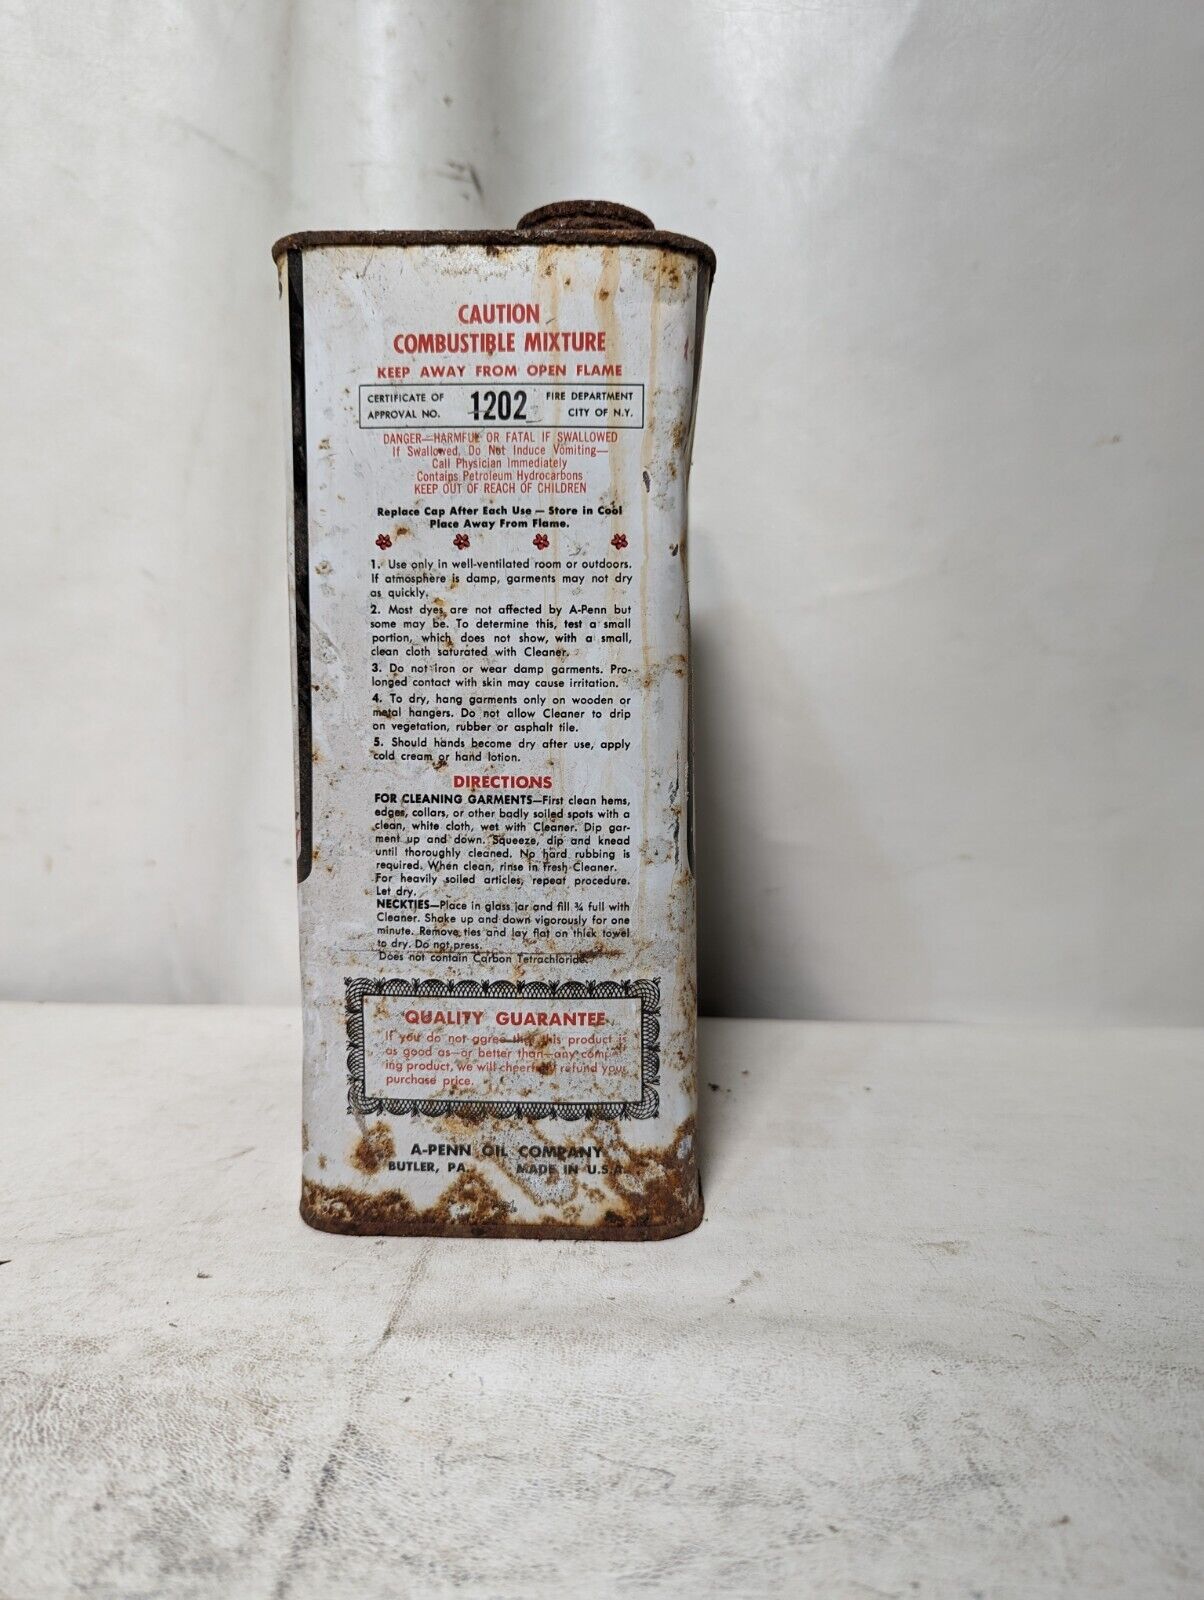 CAUTION
COMBUSTIBLE MIXTURE
KEEP AWAY FROM OPEN FLAME
CERTIFICATE OF APPROVAL NO. 1202 FIRE DEPARTMENT CITY OF N.Y.
DANGER—HARMFUL OR FATAL IF SWALLOWED
If Swallowed, Do Not Induce Vomiting—
Call Physician Immediately
Contains Petroleum Hydrocarbons
KEEP OUT OF REACH OF CHILDREN
Replace Cap After Each Use — Store in Cool
Place Away From Flame.
1. Use only in well-ventilated room or outdoors.
If atmosphere is damp, garments may not dry
as quickly.
2. Most dyes are not affected by A-Penn but
some may be. To determine this, test a small
portion, which does not show, with a small,
clean cloth saturated with Cleaner.
3. Do not iron or wear damp garments. Pro-
longed contact with skin may cause irritation.
4. To dry, hang garments only on wooden or
metal hangers. Do not allow Cleaner to drip
on vegetation, rubber or asphalt tile.
5. Should hands become dry after use, apply
cold cream or hand lotion.
DIRECTIONS
FOR CLEANING GARMENTS—First clean hems,
edges, collars, or other badly soiled spots with a
clean, white cloth, wet with Cleaner. Dip gar-
ment up and down. Squeeze, dip and knead
until thoroughly cleaned. No hard rubbing is
required. When clean, rinse in fresh Cleaner.
For heavily soiled articles, repeat procedure.
Let dry.
NECKTIES—Place in glass jar and fill ¾ full with
Cleaner. Shake up and down vigorously for one
minute. Remove ties and lay flat on thick towel
to dry. Do not press.
Does not contain Carbon Tetrachloride.
QUALITY GUARANTEE
If you do not agree that this product is
as good as—or better than—any compet-
ing product, we will cheerfully refund your
purchase price.
A-PENN OIL COMPANY
BUTLER, PA. MADE IN U.S.A.